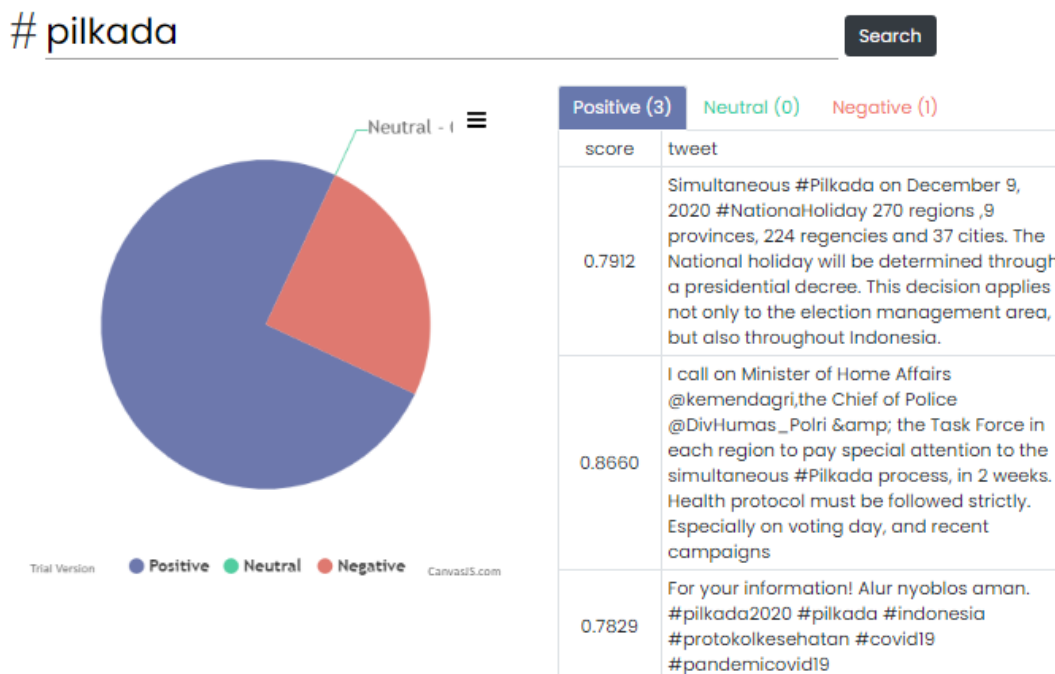 # pilkada
Search
Neutral -
Positive (3) Neutral (0) Negative (1)
score tweet
0.7912
Simultaneous #Pilkada on December 9,
2020 #NationaHoliday 270 regions ,9
provinces, 224 regencies and 37 cities. The
National holiday will be determined through
a presidential decree. This decision applies
not only to the election management area,
but also throughout Indonesia.
0.8660
I call on Minister of Home Affairs
@kemendagri,the Chief of Police
@DivHumas_Polri &amp; the Task Force in
each region to pay special attention to the
simultaneous #Pilkada process, in 2 weeks.
Health protocol must be followed strictly.
Especially on voting day, and recent
campaigns
0.7829
For your information! Alur nyoblos aman.
#pilkada2020 #pilkada #indonesia
#protokolkesehatan #covid19
#pandemicovid19
Trial Version
Positive Neutral Negative
CanvasJS.com